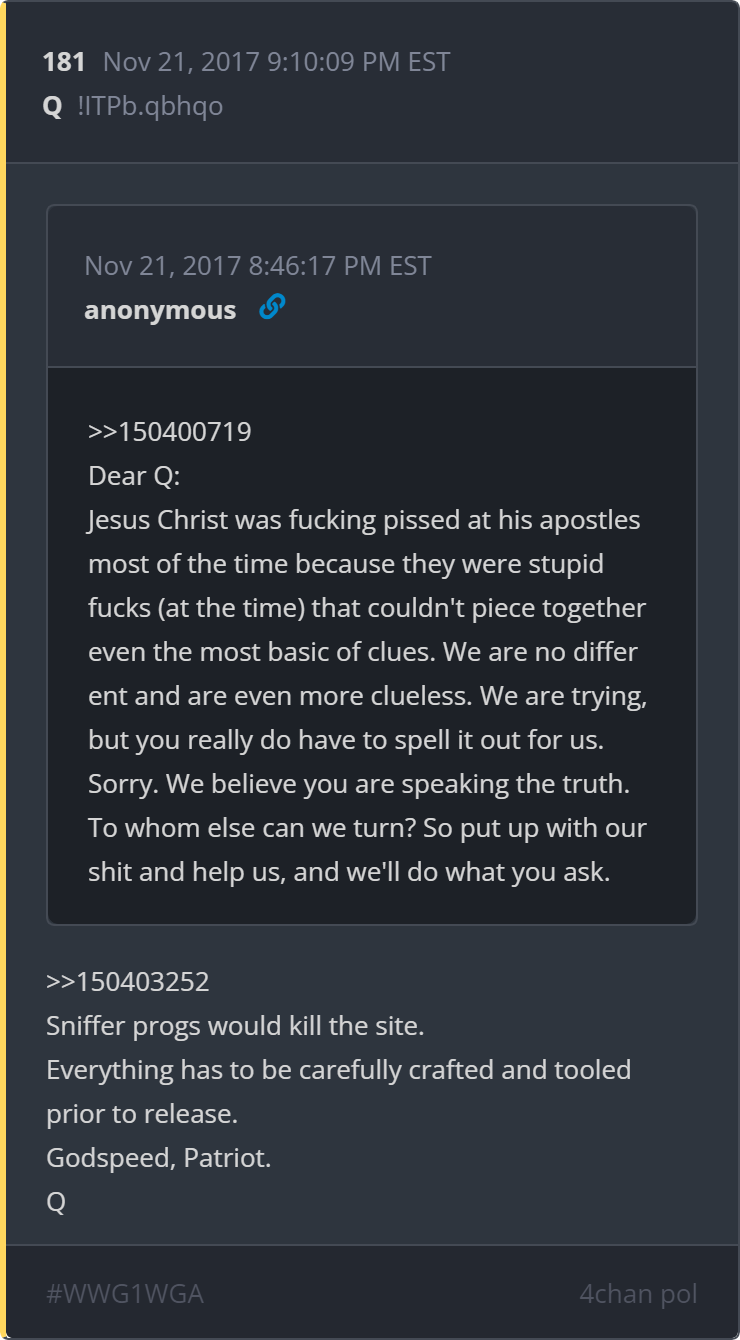 181 Nov 21, 2017 9:10:09 PM EST
Q !ITPb.qbhqo
Nov 21, 2017 8:46:17 PM EST
anonymous
>>150400719
Dear Q:
Jesus Christ was fucking pissed at his apostles
most of the time because they were stupid
fucks (at the time) that couldn't piece together
even the most basic of clues. We are no differ
ent and are even more clueless. We are trying,
but you really do have to spell it out for us.
Sorry. We believe you are speaking the truth.
To whom else can we turn? So put up with our
shit and help us, and we'll do what you ask.
>>150403252
Sniffer progs would kill the site.
Everything has to be carefully crafted and tooled
prior to release.
Godspeed, Patriot.
Q
#WWG1WGA 4chan pol